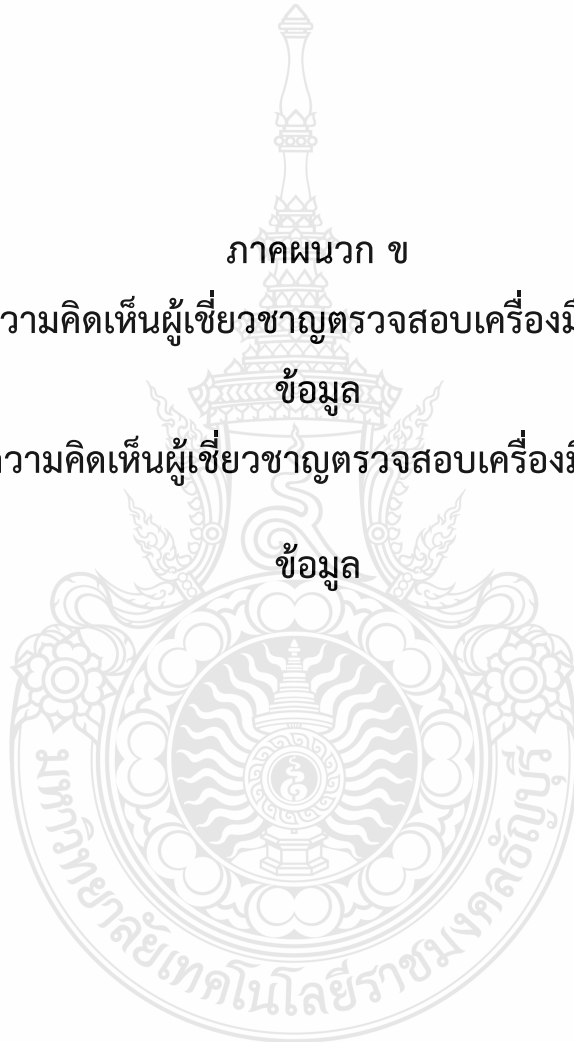 ภาคผนวก ข
วามคิดเห็นผู้เชี่ยวชาญตรวจสอบเครื่องมื
ข้อมูล
วามคิดเห็นผู้เชี่ยวชาญตรวจสอบเครื่องมื
ข้อมูล
มหาวิทยาลัยเทคโนโลยีราชมงคลธัญบุรี